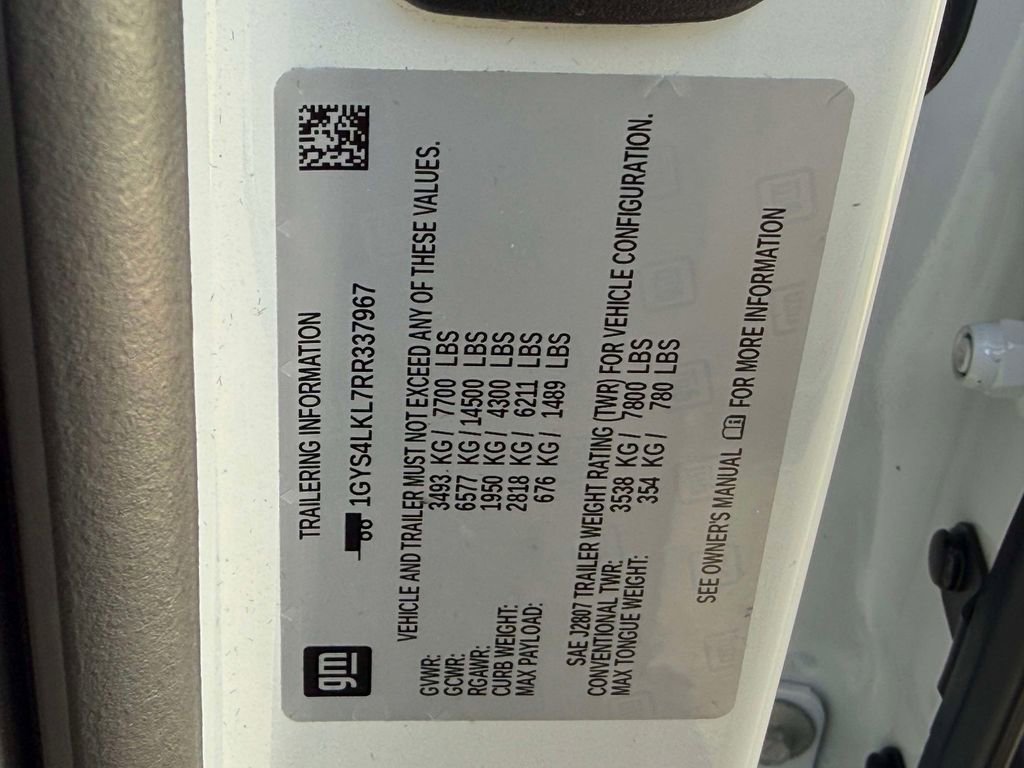 gm
TRAILERING INFORMATION
1GYS4LKL7RR337967
VEHICLE AND TRAILER MUST NOT EXCEED ANY OF THESE VALUES.
GVWR: 3493 KG / 7700 LBS
GCWR: 6577 KG / 14500 LBS
RGAWR: 1950 KG / 4300 LBS
CURB WEIGHT: 2818 KG / 6211 LBS
MAX PAYLOAD: 676 KG / 1489 LBS
SAE J2807 TRAILER WEIGHT RATING (TWR) FOR VEHICLE CONFIGURATION.
CONVENTIONAL TWR: 3538 KG / 7800 LBS
MAX TONGUE WEIGHT: 354 KG / 780 LBS
SEE OWNER'S MANUAL FOR MORE INFORMATION